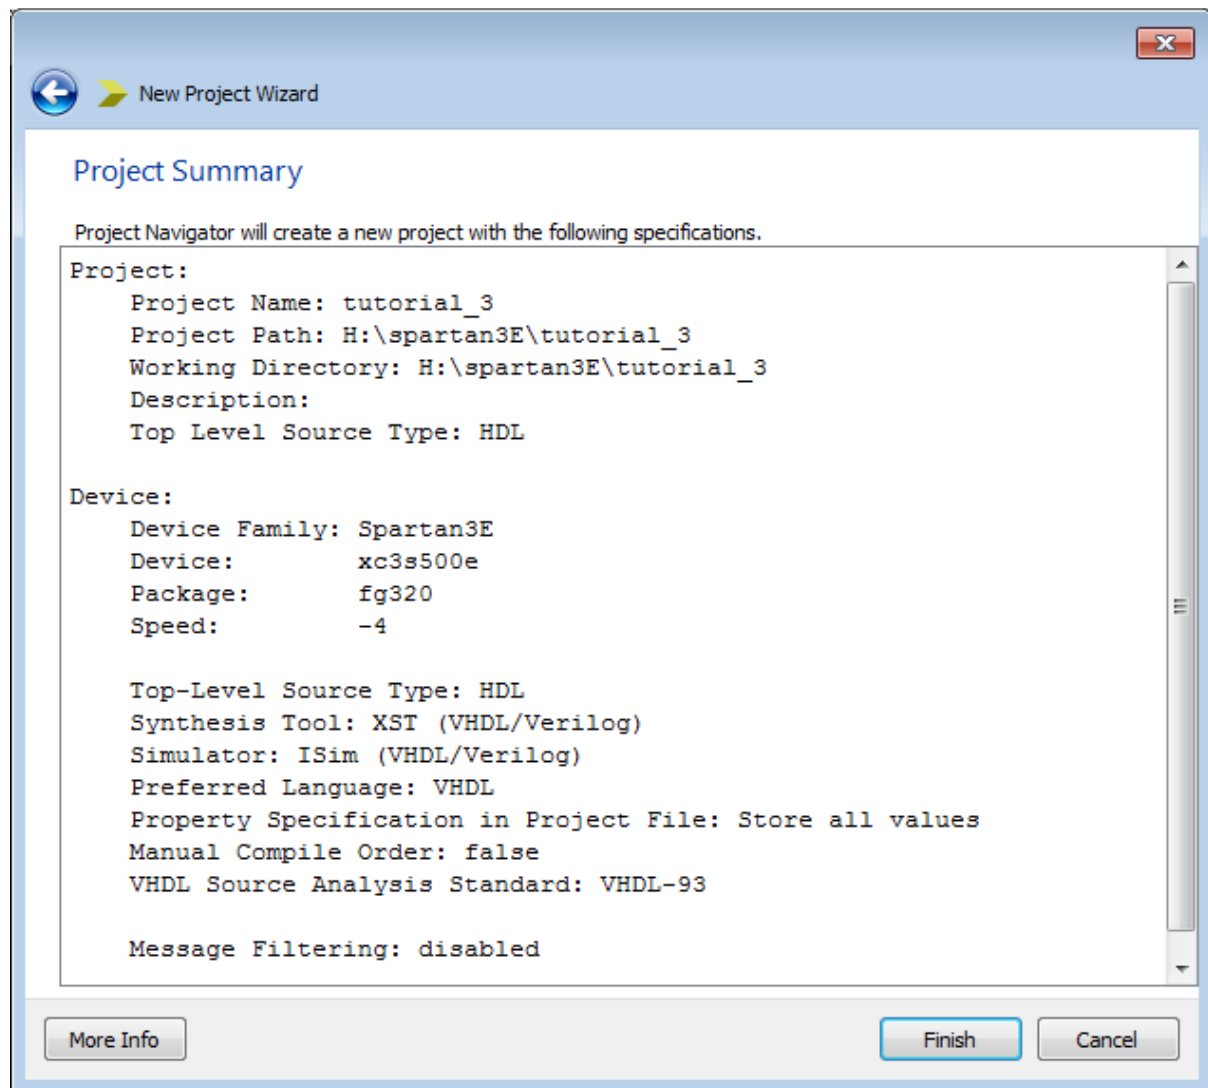 New Project Wizard
Project Summary
Project Navigator will create a new project with the following specifications.
Project:
Project Name: tutorial_3
Project Path: H:\spartan3E\tutorial_3
Working Directory: H:\spartan3E\tutorial_3
Description:
Top Level Source Type: HDL
Device:
Device Family: Spartan3E
Device: xc3s500e
Package: fg320
Speed: -4
Top-Level Source Type: HDL
Synthesis Tool: XST (VHDL/Verilog)
Simulator: ISim (VHDL/Verilog)
Preferred Language: VHDL
Property Specification in Project File: Store all values
Manual Compile Order: false
VHDL Source Analysis Standard: VHDL-93
Message Filtering: disabled
More Info Finish Cancel